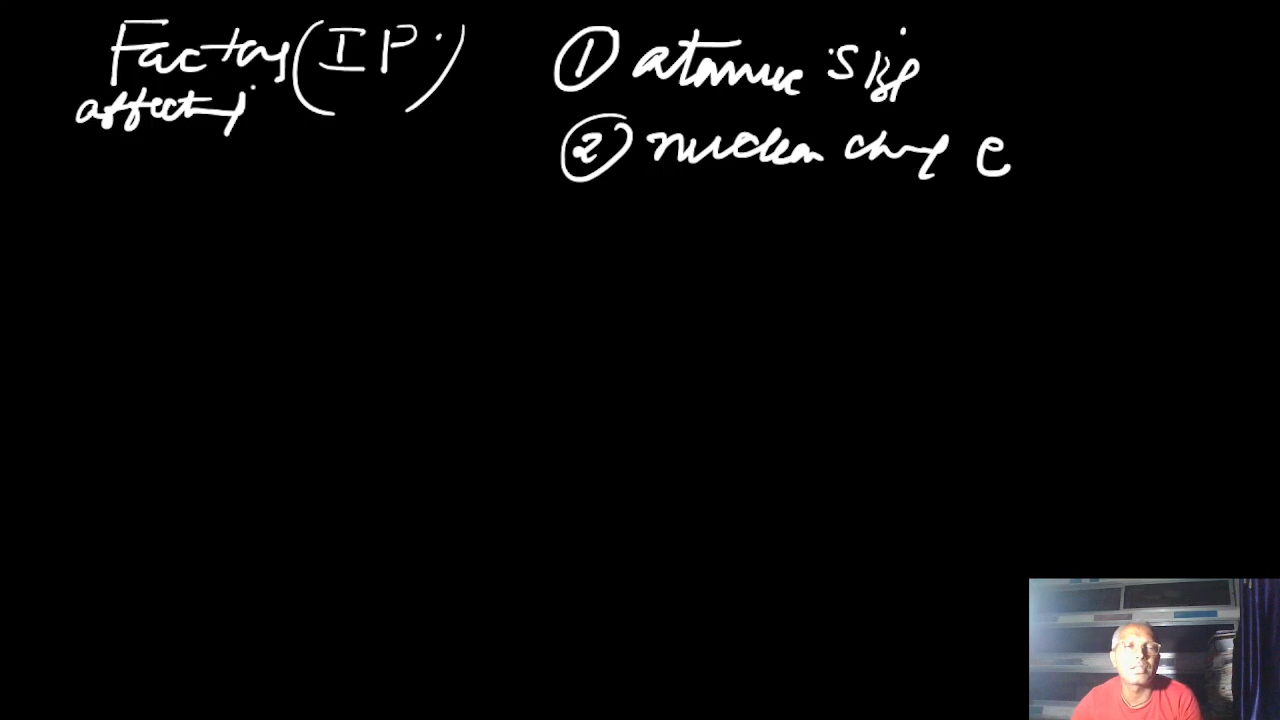 Factors (I P.)
affecting
① atomic size
② nuclear charge e